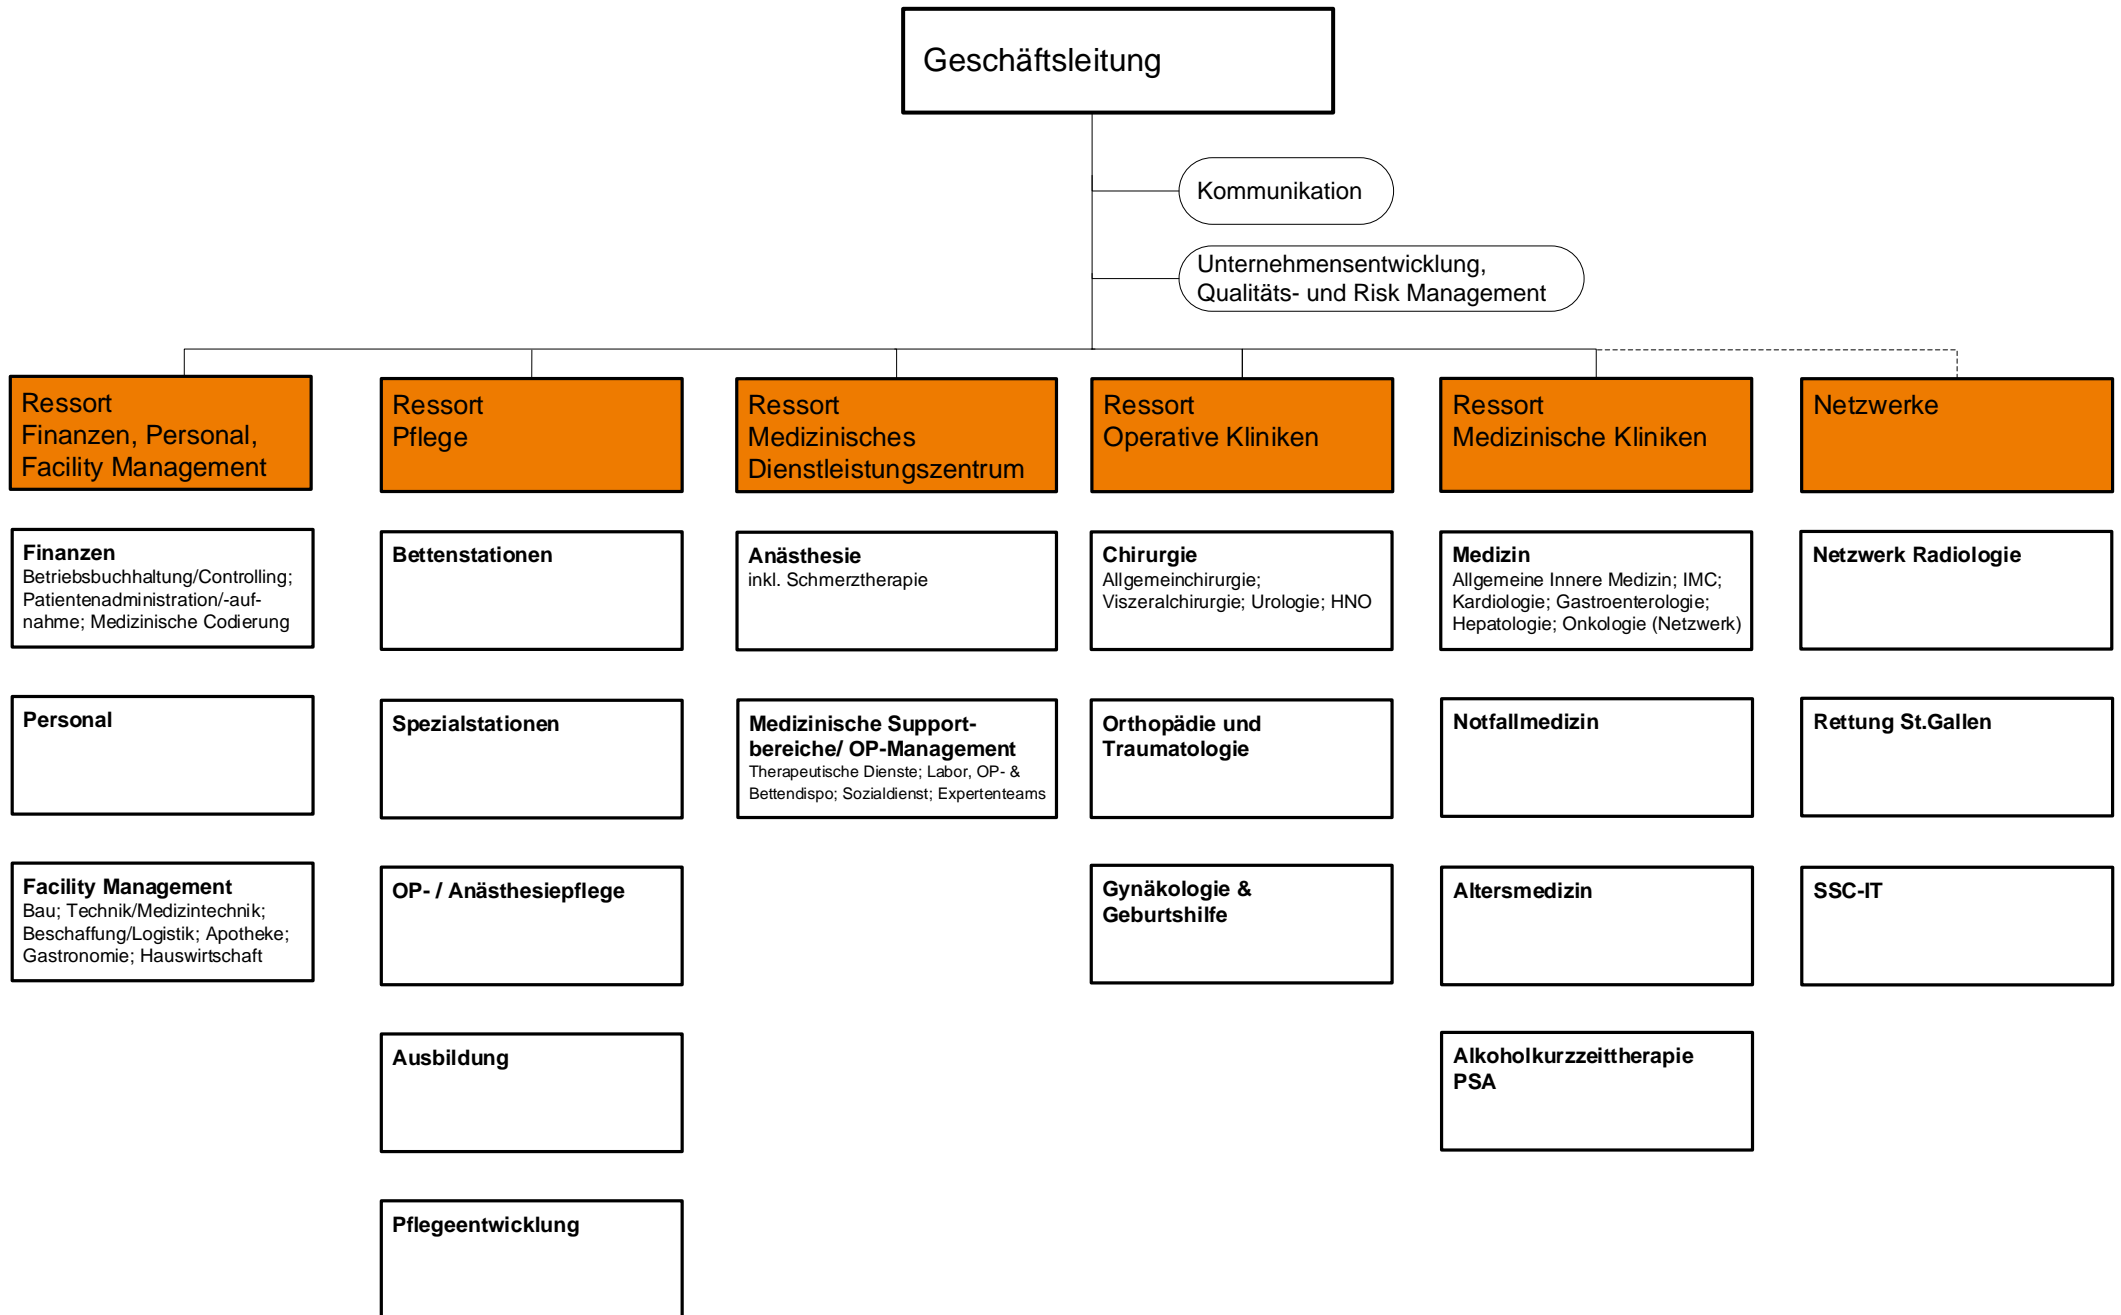 Geschäftsleitung
Kommunikation
Unternehmensentwicklung,
Qualitäts- und Risk Management
Ressort
Finanzen, Personal,
Facility Management
Ressort
Pflege
Ressort
Medizinisches
Dienstleistungszentrum
Ressort
Operative Kliniken
Ressort
Medizinische Kliniken
Netzwerke
Finanzen
Betriebsbuchhaltung/Controlling;
Patientenadministration/-auf-
nahme; Medizinische Codierung
Bettenstationen
Anästhesie
inkl. Schmerztherapie
Chirurgie
Allgemeinchirurgie;
Viszeralchirurgie; Urologie; HNO
Medizin
Allgemeine Innere Medizin; IMC;
Kardiologie; Gastroenterologie;
Hepatologie; Onkologie (Netzwerk)
Netzwerk Radiologie
Personal
Spezialstationen
Medizinische Support-
bereiche/ OP-Management
Therapeutische Dienste; Labor, OP- &
Bettendispo; Sozialdienst; Expertenteams
Orthopädie und
Traumatologie
Notfallmedizin
Rettung St.Gallen
Facility Management
Bau; Technik/Medizintechnik;
Beschaffung/Logistik; Apotheke;
Gastronomie; Hauswirtschaft
OP- / Anästhesiepflege
Gynäkologie &
Geburtshilfe
Altersmedizin
SSC-IT
Ausbildung
Alkoholkurzzeittherapie
PSA
Pflegeentwicklung